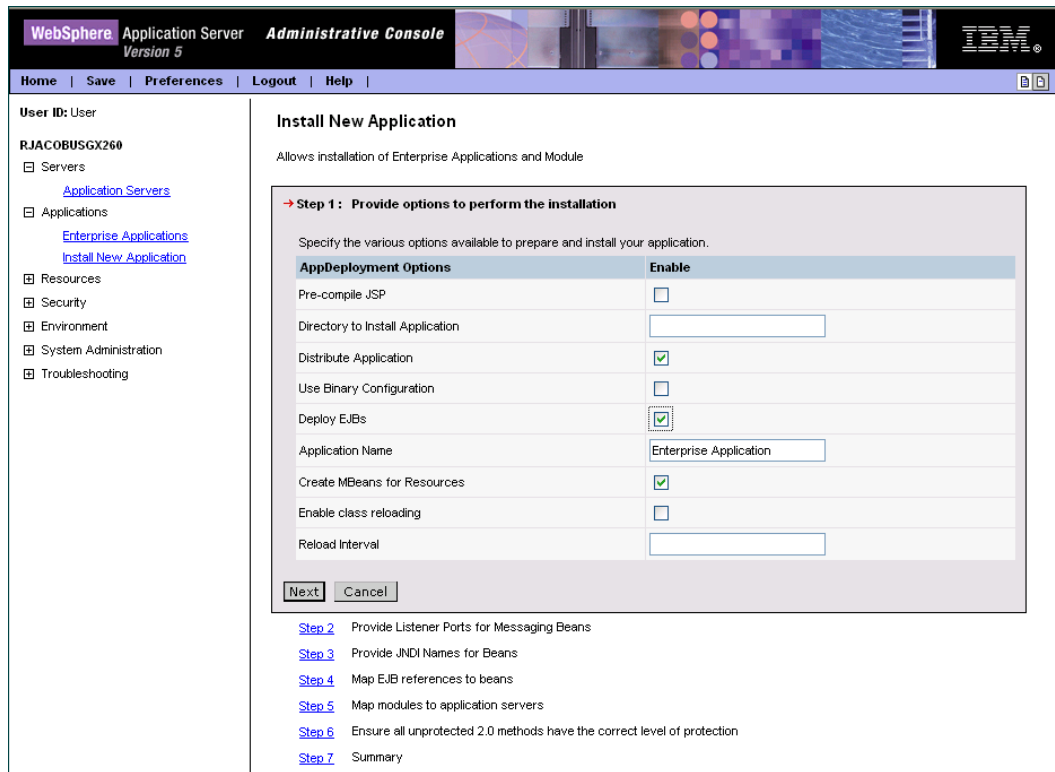 WebSphere. Application Server Administrative Console
Version 5
IBM®
Home | Save | Preferences | Logout | Help |
User ID: User
RJACOBUSGX260
Servers
Application Servers
Applications
Enterprise Applications
Install New Application
Resources
Security
Environment
System Administration
Troubleshooting
Install New Application
Allows installation of Enterprise Applications and Module
Step 1: Provide options to perform the installation
Specify the various options available to prepare and install your application.
AppDeployment Options Enable
Pre-compile JSP
Directory to Install Application
Distribute Application
Use Binary Configuration
Deploy EJBs
Application Name Enterprise Application
Create MBeans for Resources
Enable class reloading
Reload Interval
Next Cancel
Step 2 Provide Listener Ports for Messaging Beans
Step 3 Provide JNDI Names for Beans
Step 4 Map EJB references to beans
Step 5 Map modules to application servers
Step 6 Ensure all unprotected 2.0 methods have the correct level of protection
Step 7 Summary